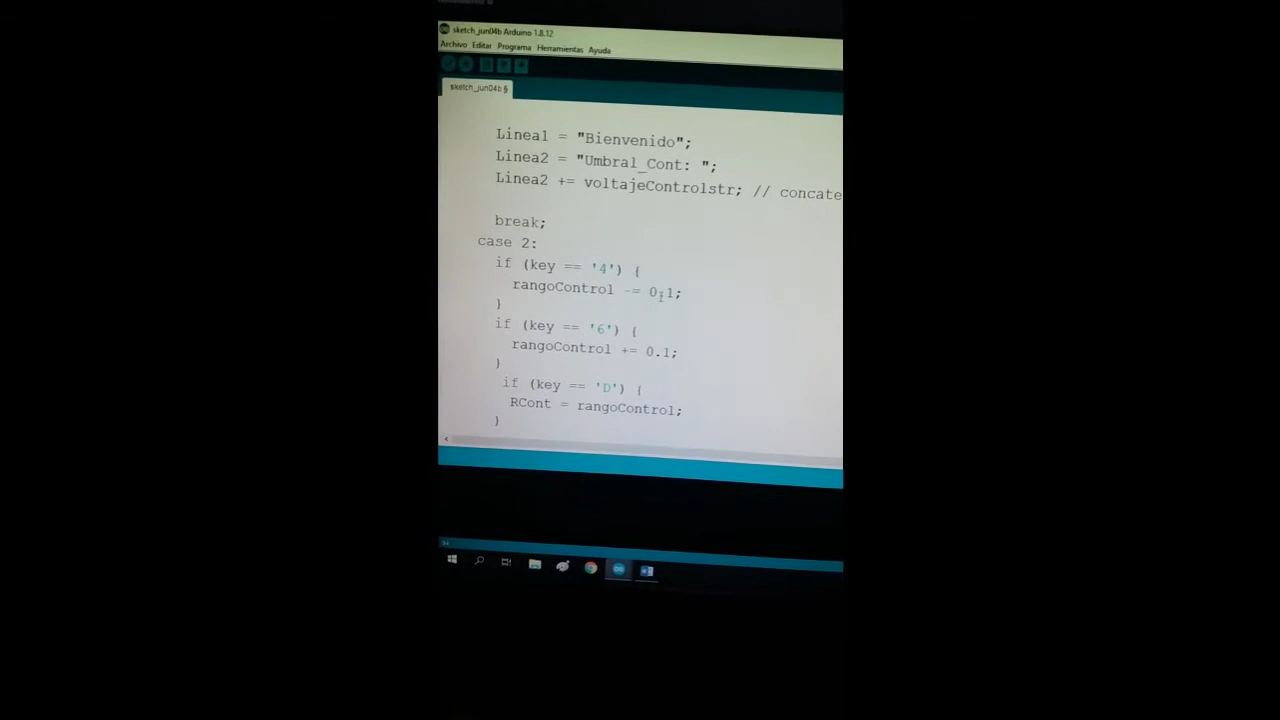 sketch_jun04b Arduino 1.8.12
Archivo Editar Programa Herramientas Ayuda
sketch_jun04b §
Linea1 = "Bienvenido";
Linea2 = "Umbral_Cont: ";
Linea2 += voltajeControlstr; // concate
break;
case 2:
if (key == '4') {
rangoControl -= 0.1;
}
if (key == '6') {
rangoControl += 0.1;
}
if (key == 'D') {
RCont = rangoControl;
}